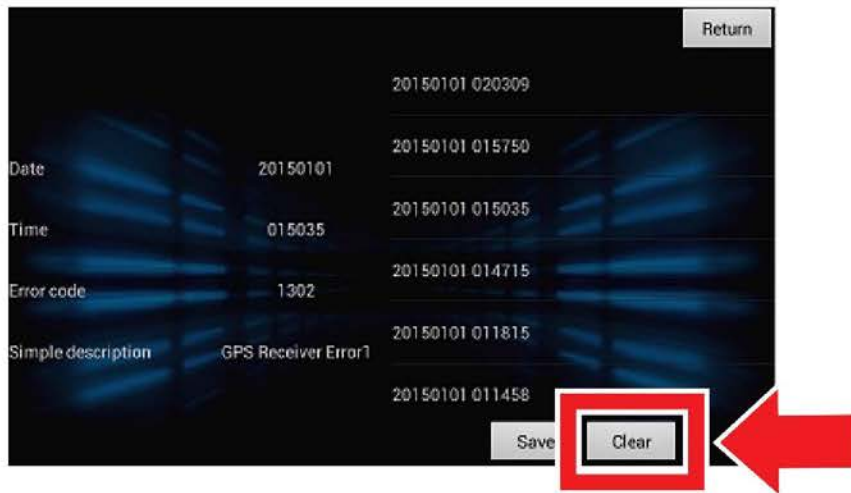 Return
20150101 020309
20150101 015750
Date 20150101
20150101 015035
Time 015035
20150101 014715
Error code 1302
20150101 011815
Simple description GPS Receiver Error1
20150101 011458
Save Clear